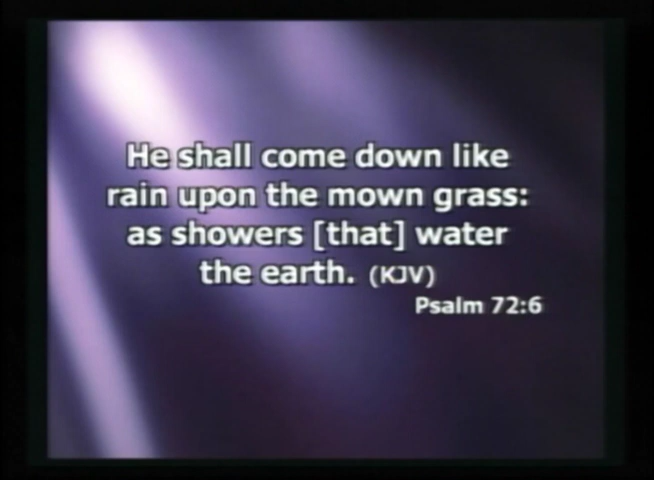 He shall come down like
rain upon the mown grass:
as showers [that] water
the earth. (KJV)
Psalm 72:6